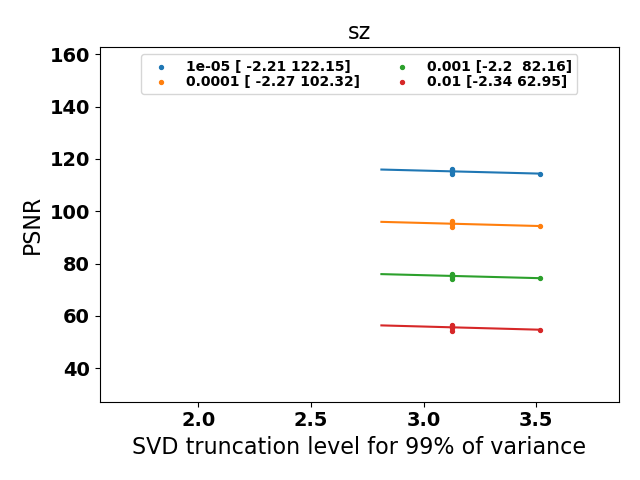 sz
1e-05 [ -2.21 122.15]
0.0001 [ -2.27 102.32]
0.001 [-2.2  82.16]
0.01 [-2.34 62.95]
160
140
120
100
80
60
40
PSNR
2.0 2.5 3.0 3.5
SVD truncation level for 99% of variance